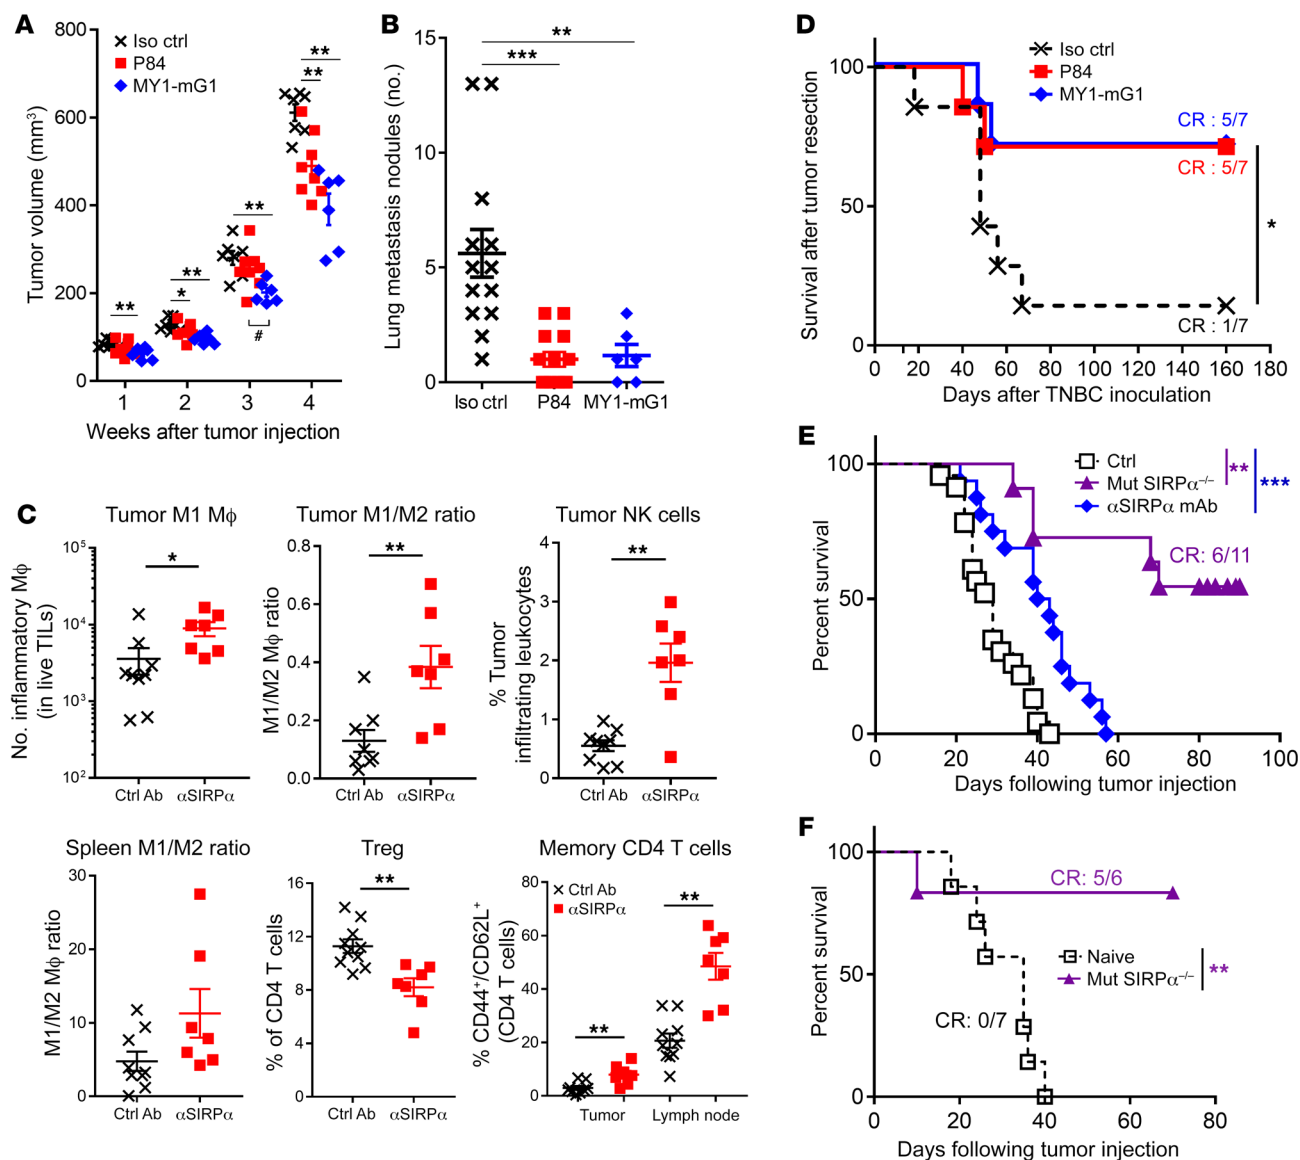 A
Tumor volume (mm³)
800
600
400
200
0
Iso ctrl
P84
MY1-mG1
**
*
**
**
#
**
**
1
2
3
4
Weeks after tumor injection
B
Lung metastasis nodules (no.)
15
10
5
0
**
***
Iso ctrl
P84
MY1-mG1
C
Tumor M1 Mϕ
No. inflammatory Mϕ
(in live TILs)
10⁵
10⁴
10³
10²
*
Ctrl Ab
αSIRPα
Tumor M1/M2 ratio
M1/M2 Mϕ ratio
0.8
0.6
0.4
0.2
0.0
**
Ctrl Ab
αSIRPα
Tumor NK cells
% Tumor
infiltrating leukocytes
4
3
2
1
0
**
Ctrl Ab
αSIRPα
Spleen M1/M2 ratio
M1/M2 Mϕ ratio
30
20
10
0
Ctrl Ab
αSIRPα
Treg
% of CD4 T cells
16
12
8
4
0
**
Ctrl Ab
αSIRPα
Memory CD4 T cells
% CD44⁺/CD62L⁺
(CD4 T cells)
80
60
40
20
0
Ctrl Ab
αSIRPα
**
**
Tumor
Lymph node
D
Survival after tumor resection
100
50
0
Iso ctrl
P84
MY1-mG1
CR : 5/7
CR : 5/7
*
CR : 1/7
0
20
40
60
80
100
120
140
160
180
Days after TNBC inoculation
E
Percent survival
100
50
0
Ctrl
Mut SIRPα⁻/⁻
αSIRPα mAb
**
***
CR: 6/11
0
20
40
60
80
100
Days following tumor injection
F
Percent survival
100
50
0
CR: 5/6
Naive
Mut SIRPα⁻/⁻
**
CR: 0/7
0
20
40
60
80
Days following tumor injection